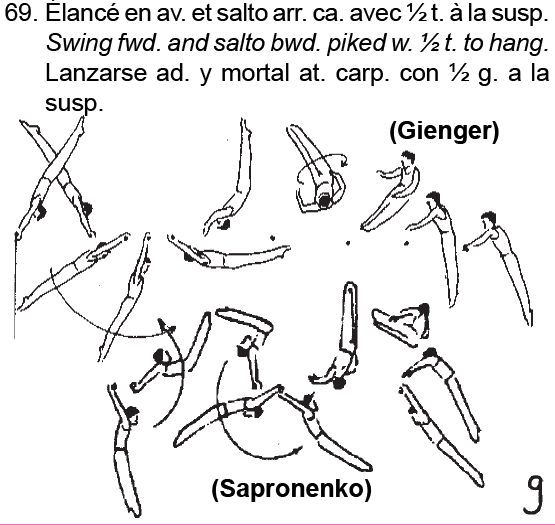 69. Élancé en av. et salto arr. ca. avec ½ t. à la susp.
Swing fwd. and salto bwd. piked w. ½ t. to hang.
Lanzarse ad. y mortal at. carp. con ½ g. a la
susp.
(Gienger)
(Sapronenko)
g